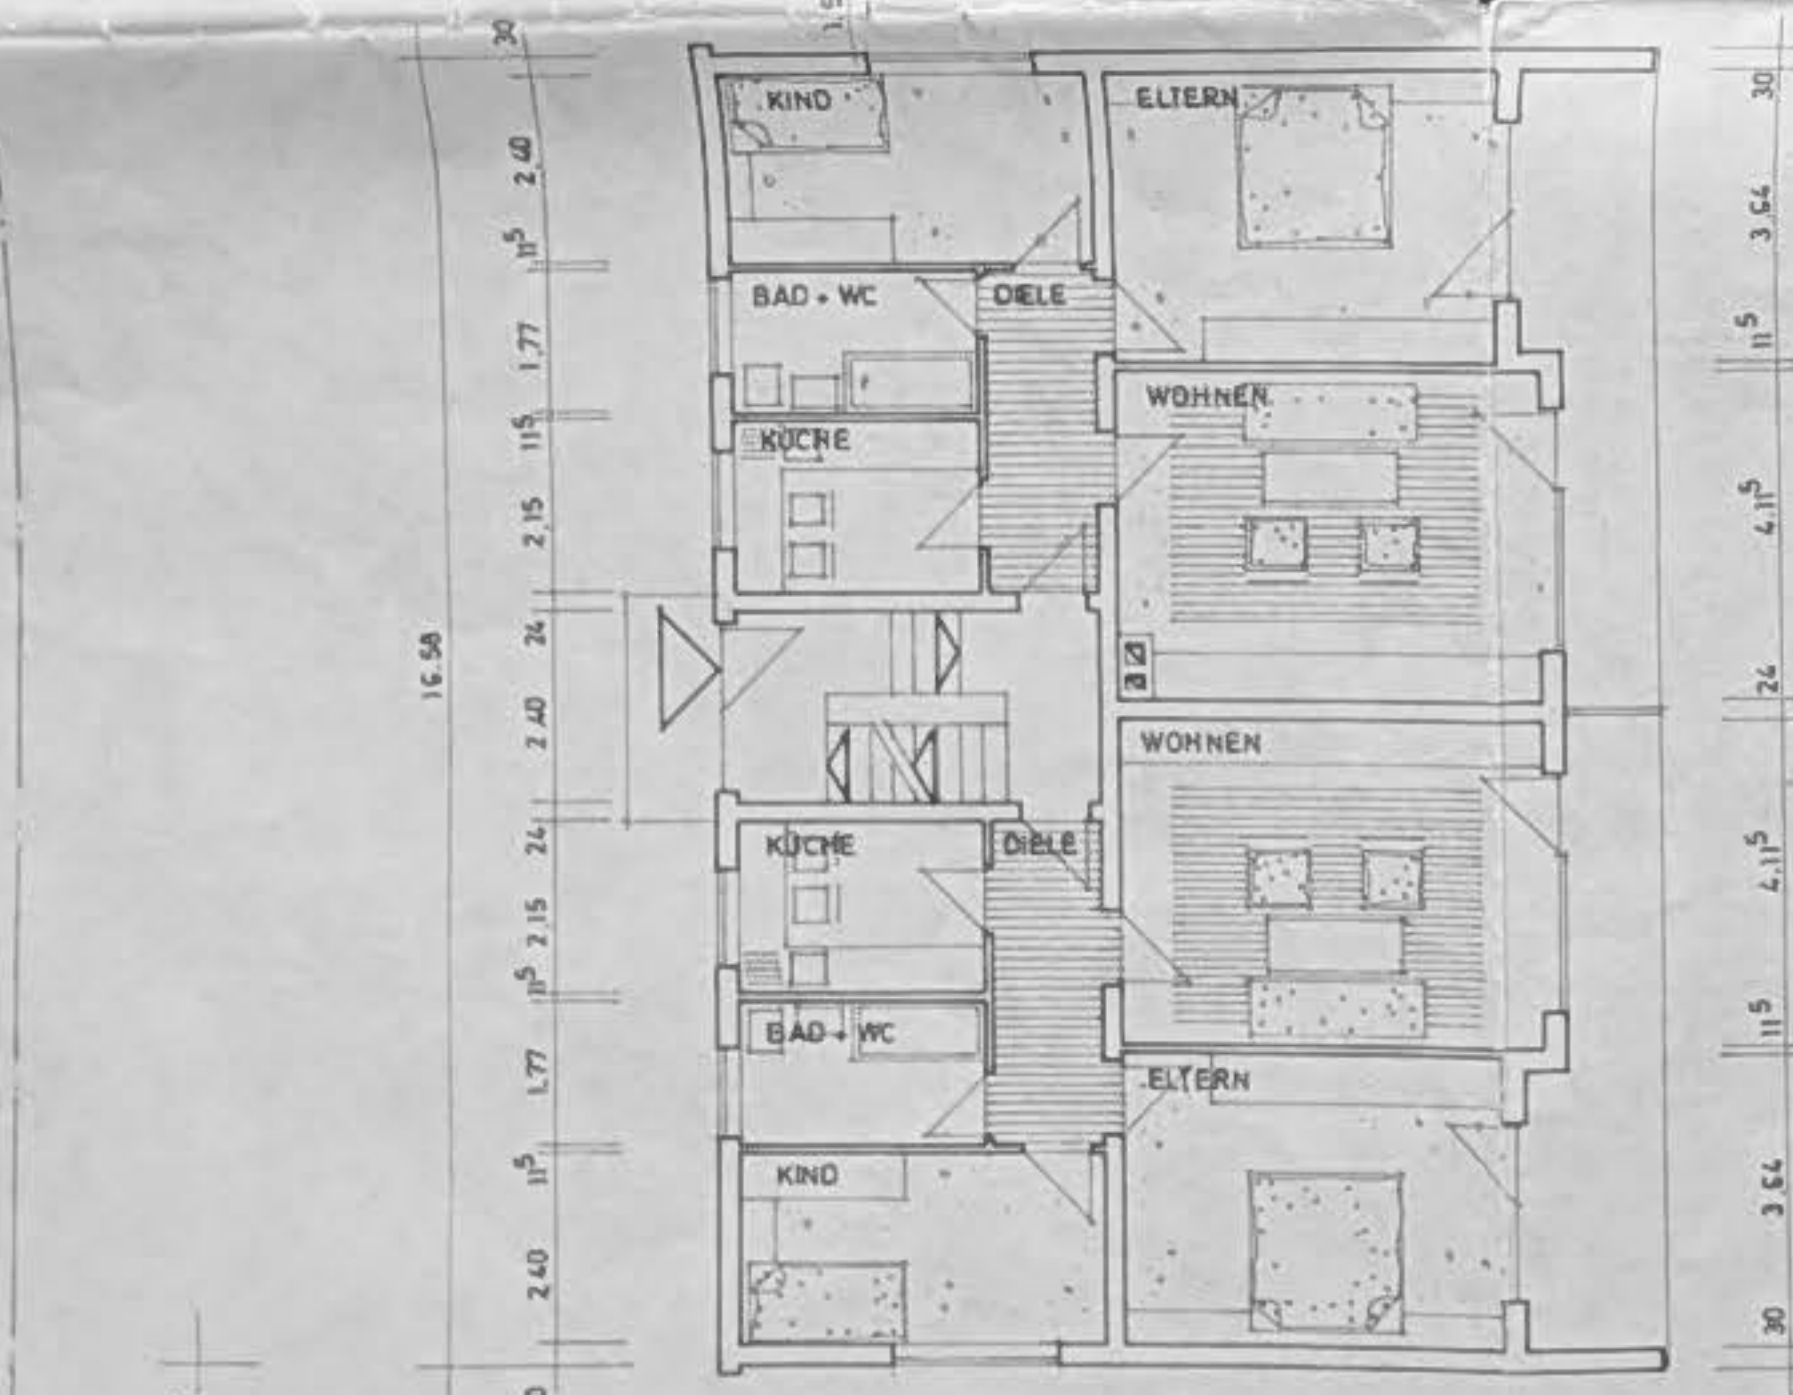 30
2,40
11⁵
1,77
11⁵
2,15
24
2,40
24
2,15
11⁵
1,77
11⁵
2,40
16.58
KIND
ELTERN
BAD + WC
DIELE
WOHNEN
KÜCHE
WOHNEN
KÜCHE
DIELE
BAD + WC
ELTERN
KIND
30
3,64
11⁵
4,11⁵
24
4,11⁵
11⁵
3,64
30